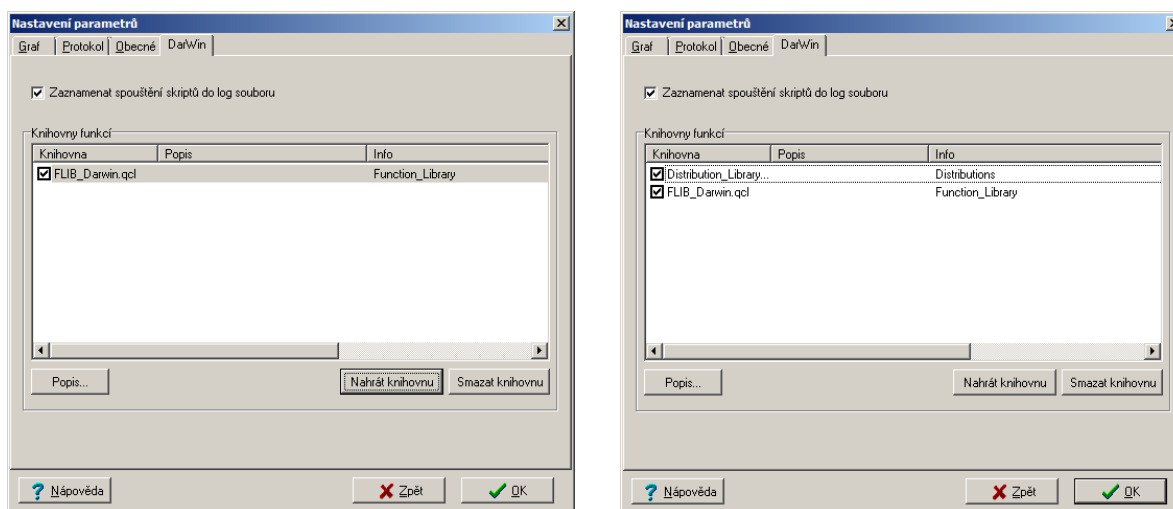 Nastavení parametrů
Graf Protokol Obecné DarWin
Zaznamenat spouštění skriptů do log souboru
Knihovny funkcí
Knihovna Popis Info
FLIB_Darwin.qcl Function_Library
Popis... Nahrát knihovnu Smazat knihovnu
Nápověda Zpět OK
Nastavení parametrů
Graf Protokol Obecné DarWin
Zaznamenat spouštění skriptů do log souboru
Knihovny funkcí
Knihovna Popis Info
Distribution_Library... Distributions
FLIB_Darwin.qcl Function_Library
Popis... Nahrát knihovnu Smazat knihovnu
Nápověda Zpět OK